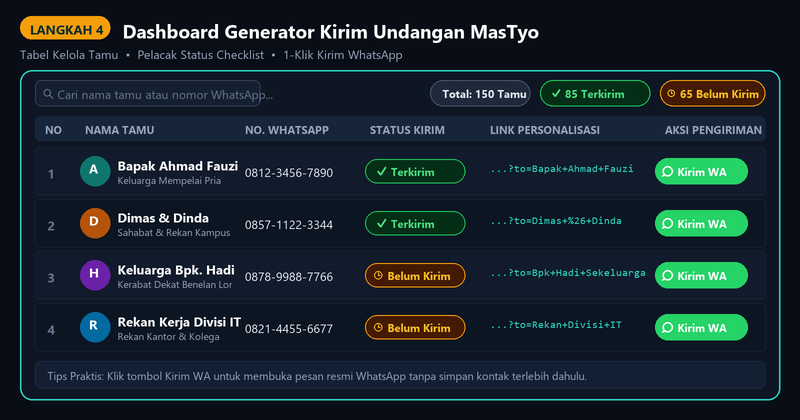 LANGKAH 4 Dashboard Generator Kirim Undangan MasTyo
Tabel Kelola Tamu • Pelacak Status Checklist • 1-Klik Kirim WhatsApp
Cari nama tamu atau nomor WhatsApp... Total: 150 Tamu ✓ 85 Terkirim 65 Belum Kirim
NO NAMA TAMU NO. WHATSAPP STATUS KIRIM LINK PERSONALISASI AKSI PENGIRIMAN
1 A Bapak Ahmad Fauzi 0812-3456-7890 ✓ Terkirim ...?to=Bapak+Ahmad+Fauzi Kirim WA
Keluarga Mempelai Pria
2 D Dimas & Dinda 0857-1122-3344 ✓ Terkirim ...?to=Dimas+%26+Dinda Kirim WA
Sahabat & Rekan Kampus
3 H Keluarga Bpk. Hadi 0878-9988-7766 Belum Kirim ...?to=Bpk+Hadi+Sekeluarga Kirim WA
Kerabat Dekat Benelan Lor
4 R Rekan Kerja Divisi IT 0821-4455-6677 Belum Kirim ...?to=Rekan+Divisi+IT Kirim WA
Rekan Kantor & Kolega
Tips Praktis: Klik tombol Kirim WA untuk membuka pesan resmi WhatsApp tanpa simpan kontak terlebih dahulu.